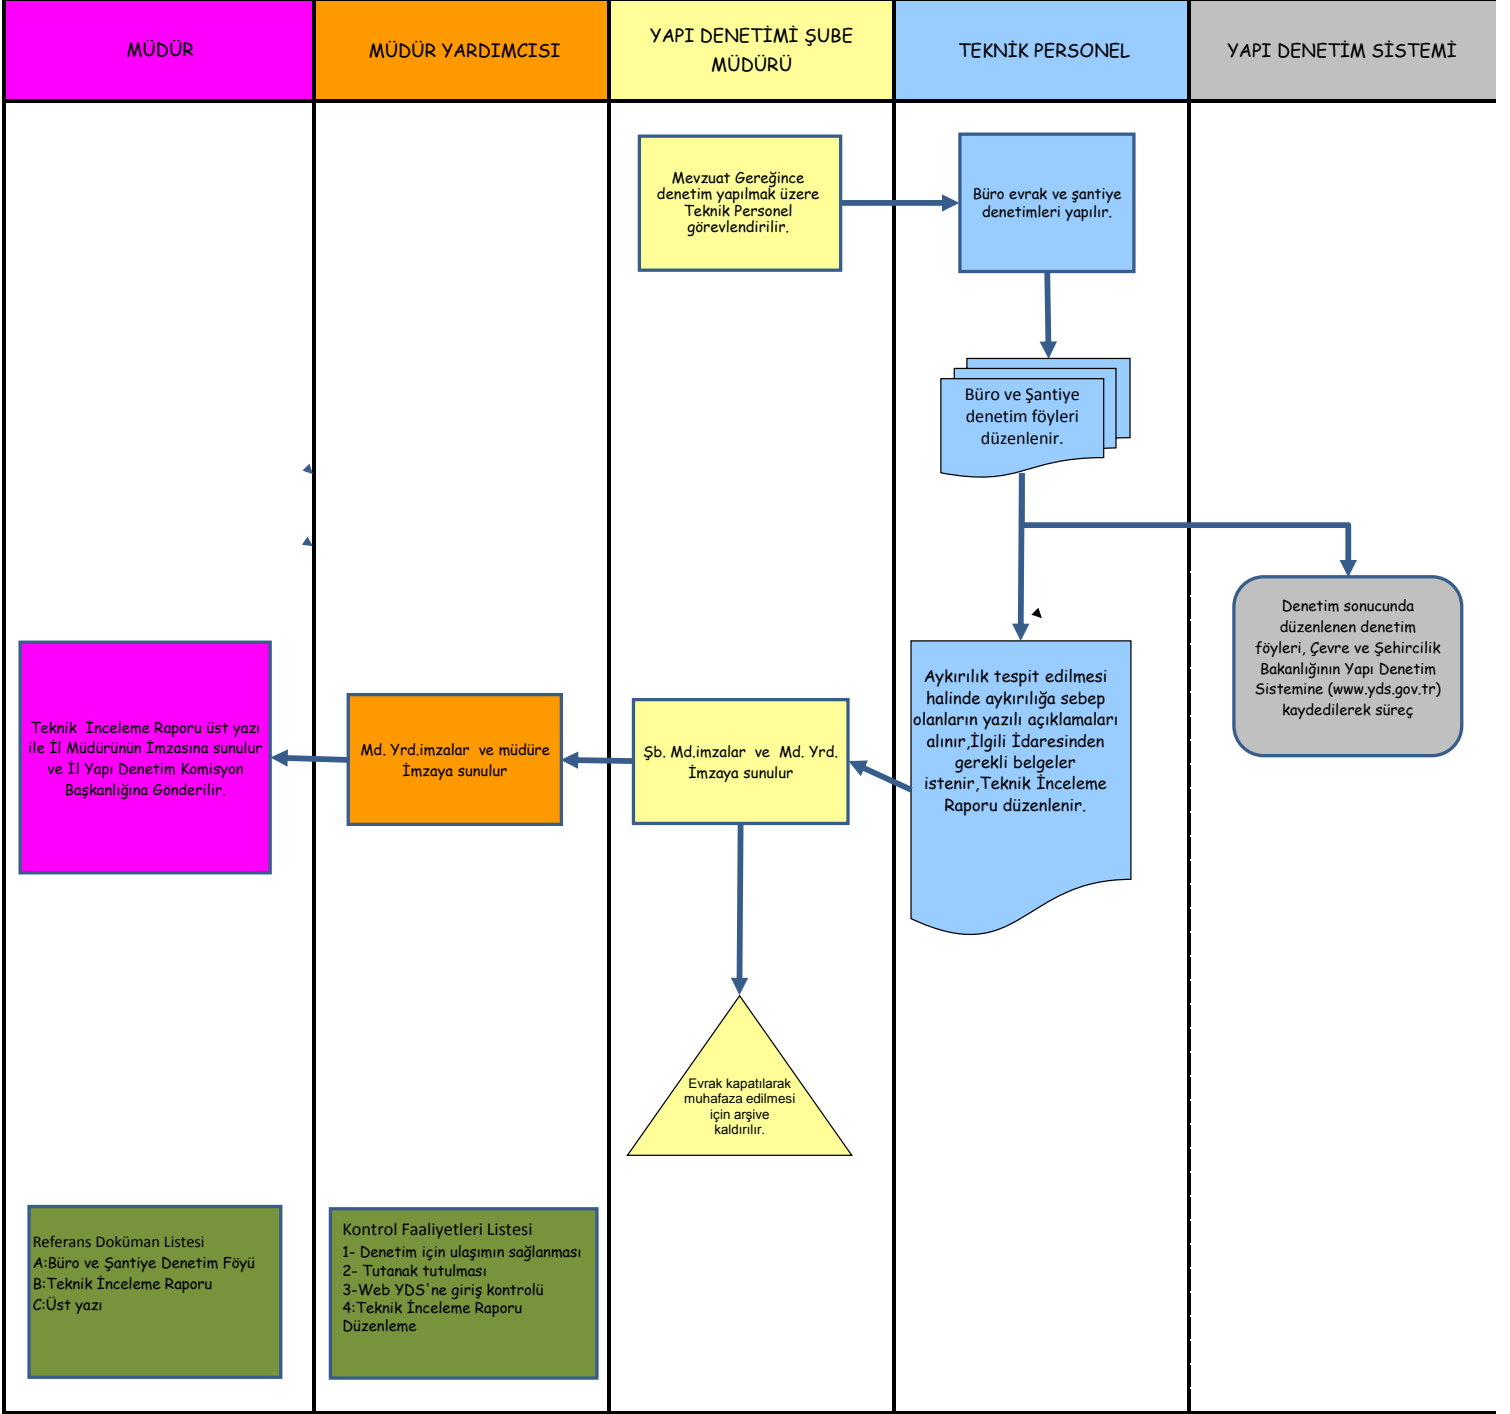 MÜDÜR
MÜDÜR YARDIMCISI
YAPI DENETİMİ ŞUBE
MÜDÜRÜ
TEKNİK PERSONEL
YAPI DENETİM SİSTEMİ
Mevzuat Gereğince
denetim yapılmak üzere
Teknik Personel
görevlendirilir.
Büro evrak ve şantiye
denetimleri yapılır.
Büro ve Şantiye
denetim föyleri
düzenlenir.
Denetim sonucunda
düzenlenen denetim
föyleri, Çevre ve Şehircilik
Bakanlığının Yapı Denetim
Sistemine (www.yds.gov.tr)
kaydedilerek süreç
Aykırılık tespit edilmesi
halinde aykırılığa sebep
olanların yazılı açıklamaları
alınır,İlgili İdaresinden
gerekli belgeler
istenir,Teknik İnceleme
Raporu düzenlenir.
Şb. Md.imzalar ve Md. Yrd.
İmzaya sunulur
Md. Yrd.imzalar ve müdüre
İmzaya sunulur
Teknik İnceleme Raporu üst yazı
ile İl Müdürünün İmzasına sunulur
ve İl Yapı Denetim Komisyon
Başkanlığına Gönderilir.
Evrak kapatılarak
muhafaza edilmesi
için arşive
kaldırılır.
Referans Doküman Listesi
A:Büro ve Şantiye Denetim Föyü
B:Teknik İnceleme Raporu
C:Üst yazı
Kontrol Faaliyetleri Listesi
1- Denetim için ulaşımın sağlanması
2- Tutanak tutulması
3-Web YDS'ne giriş kontrolü
4:Teknik İnceleme Raporu
Düzenleme